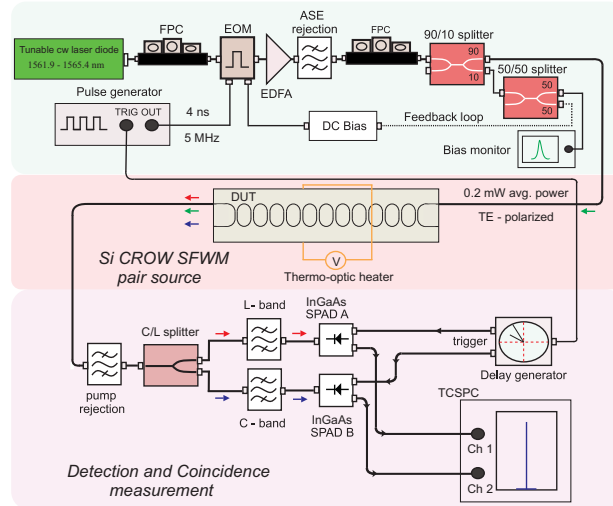 FPC
EOM
ASE
rejection
FPC
90/10 splitter
Tunable cw laser diode
1561.9 - 1565.4 nm
90
10
50/50 splitter
EDFA
50
50
Pulse generator
TRIG OUT
4 ns
5 MHz
DC Bias
Feedback loop
Bias monitor
DUT
0.2 mW avg. power
TE - polarized
V
Si CROW SFWM
pair source
Thermo-optic heater
L- band
InGaAs
SPAD A
C/L splitter
trigger
Delay generator
pump
rejection
C - band
InGaAs
SPAD B
TCSPC
Ch 1
Ch 2
Detection and Coincidence
measurement